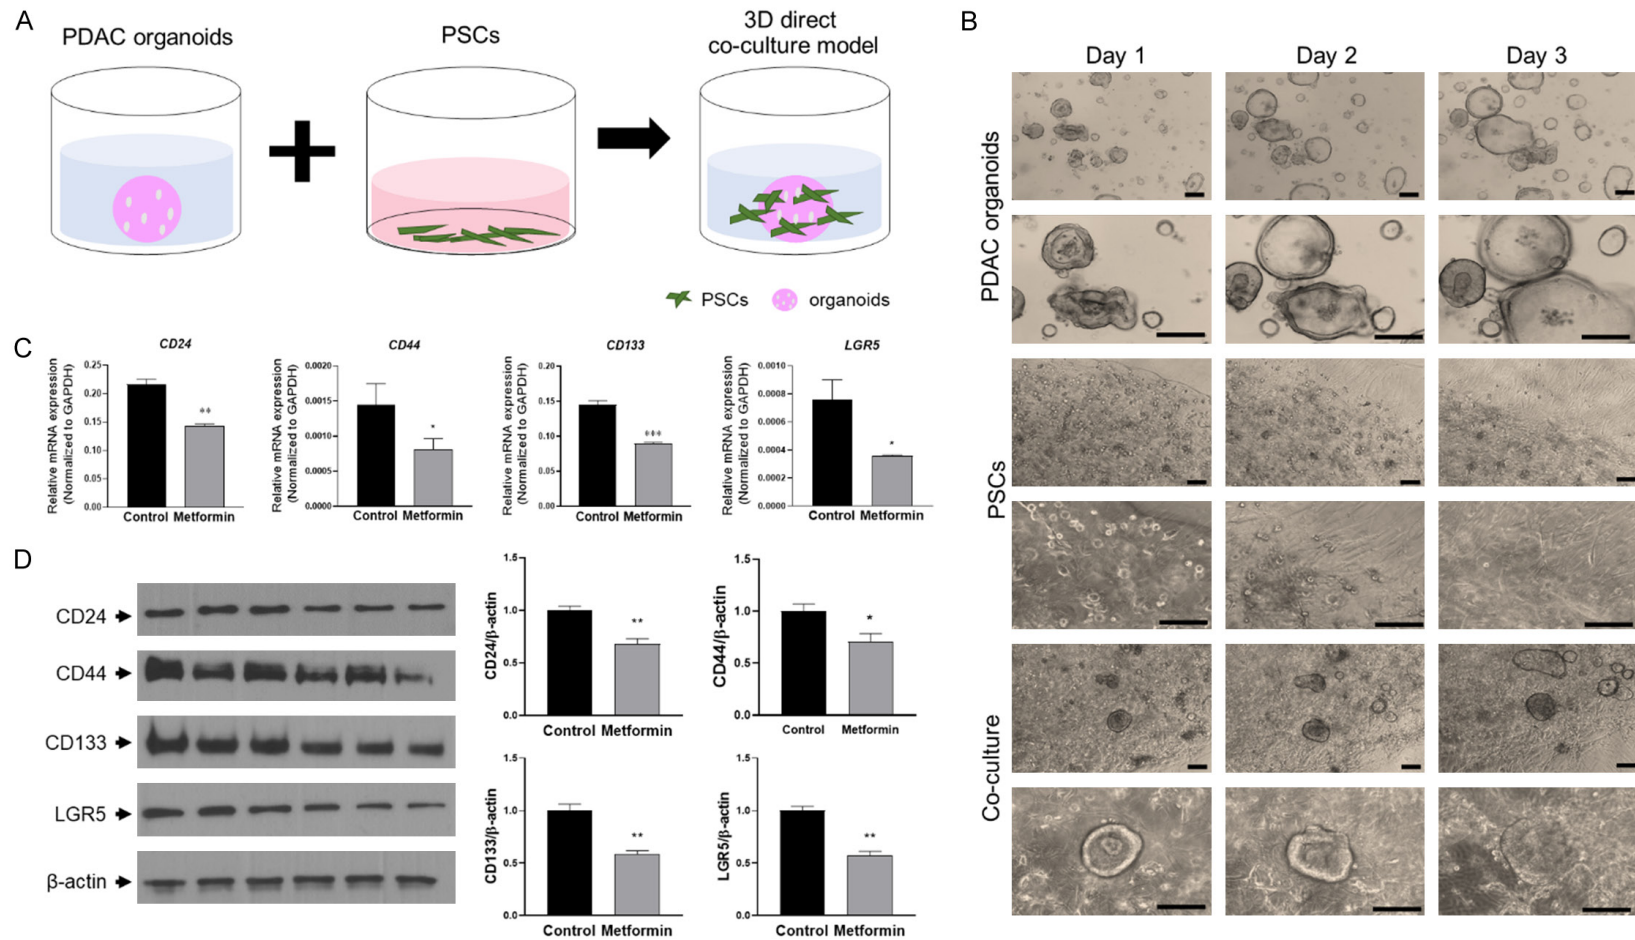 A
PDAC organoids
PSCs
3D direct
co-culture model
PSCs
organoids
B
Day 1
Day 2
Day 3
PDAC organoids
PSCs
Co-culture
C
CD24
Relative mRNA expression
(Normalized to GAPDH)
0.25
0.20
0.15
0.10
0.05
0.00
**
Control Metformin
CD44
Relative mRNA expression
(Normalized to GAPDH)
0.0020
0.0015
0.0010
0.0005
0.0000
*
Control Metformin
CD133
Relative mRNA expression
(Normalized to GAPDH)
0.20
0.15
0.10
0.05
0.00
***
Control Metformin
LGR5
Relative mRNA expression
(Normalized to GAPDH)
0.0010
0.0008
0.0006
0.0004
0.0002
0.0000
*
Control Metformin
D
CD24
CD44
CD133
LGR5
β-actin
CD24/β-actin
1.5
1.0
0.5
0.0
**
Control Metformin
CD44/β-actin
1.5
1.0
0.5
0.0
*
Control Metformin
CD133/β-actin
1.5
1.0
0.5
0.0
**
Control Metformin
LGR5/β-actin
1.5
1.0
0.5
0.0
**
Control Metformin